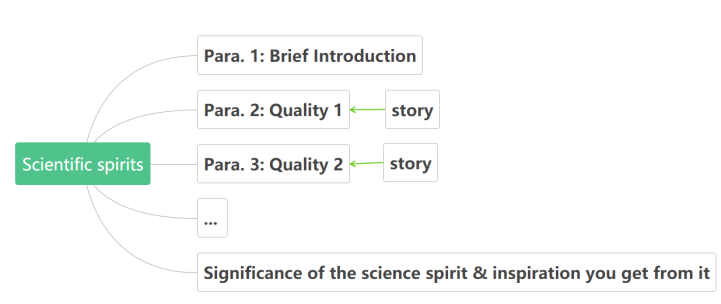 Scientific spirits
Para. 1: Brief Introduction
Para. 2: Quality 1
story
Para. 3: Quality 2
story
...
Significance of the science spirit & inspiration you get from it